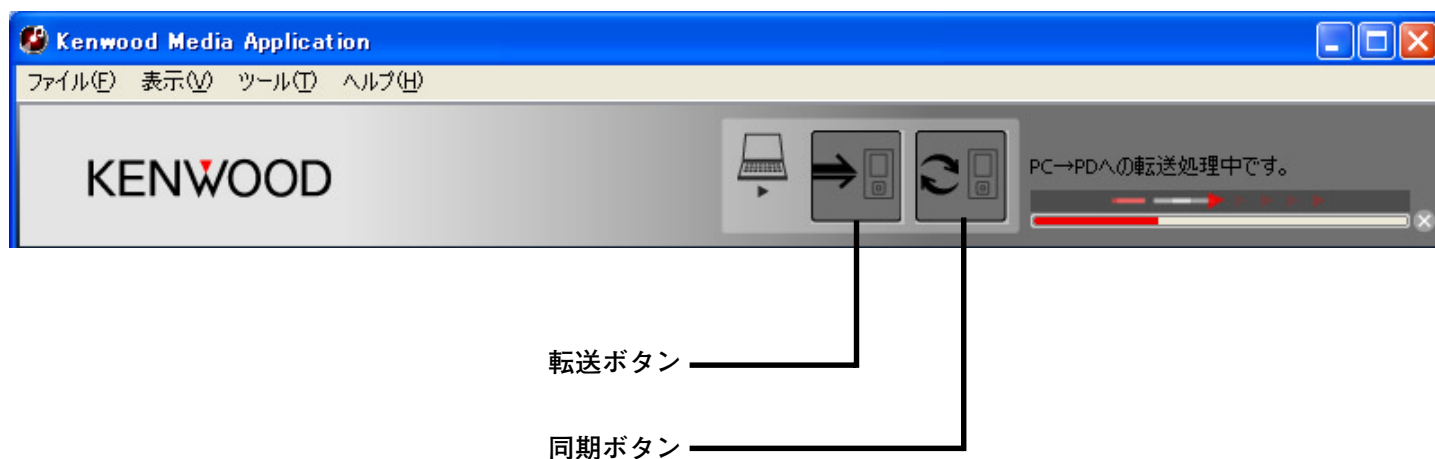 Kenwood Media Application
ファイル(F) 表示(V) ツール(T) ヘルプ(H)
KENWOOD
PC→PDへの転送処理中です。
転送ボタン
同期ボタン